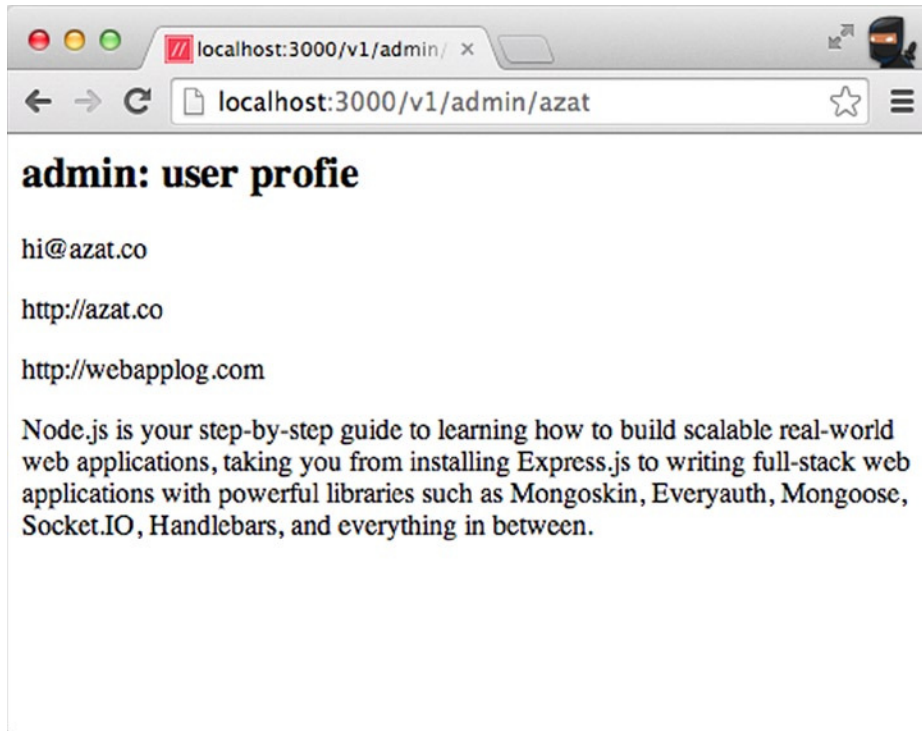 localhost:3000/v1/admin/
localhost:3000/v1/admin/azat
admin: user profie
hi@azat.co
http://azat.co
http://webapplog.com
Node.js is your step-by-step guide to learning how to build scalable real-world
web applications, taking you from installing Express.js to writing full-stack web
applications with powerful libraries such as Mongoskin, Everyauth, Mongoose,
Socket.IO, Handlebars, and everything in between.